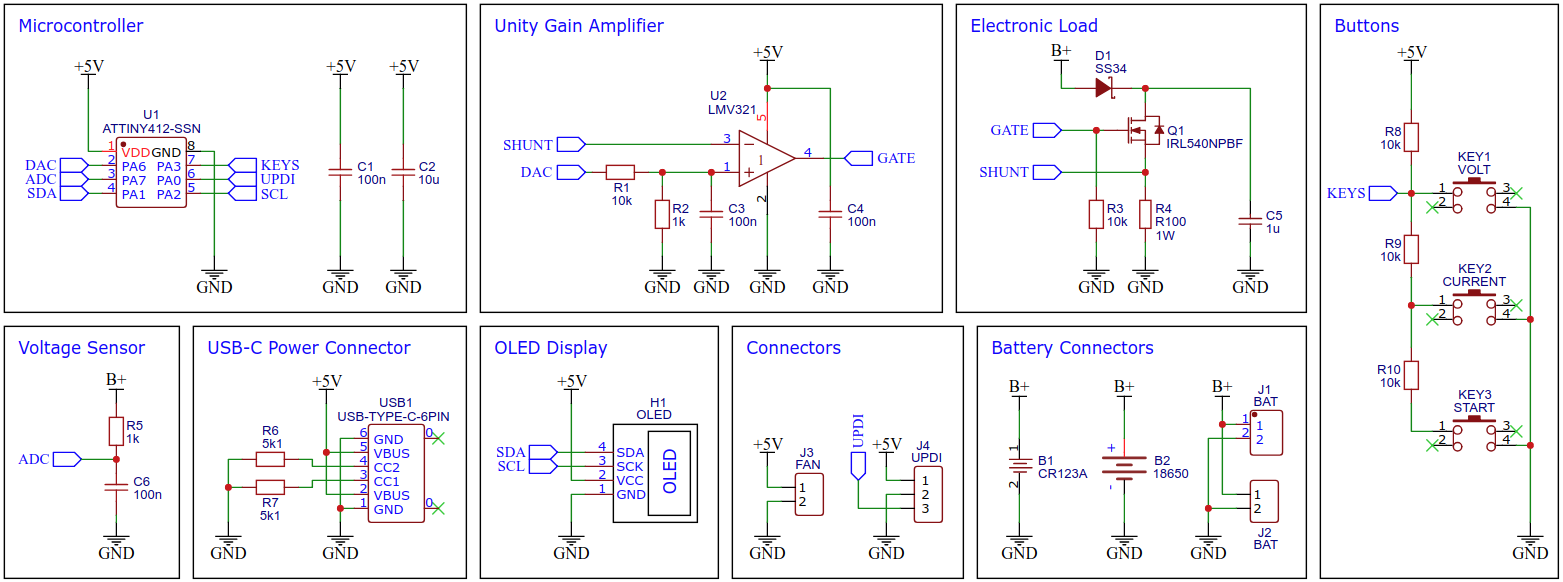 Microcontroller
+5V
+5V
+5V
U1
ATTINY412-SSN
1 VDD GND 8
DAC 2 PA6 PA3 7 KEYS
ADC 3 PA7 PA0 6 UPDI
SDA 4 PA1 PA2 5 SCL
C1
100n
C2
10u
GND
GND
GND
Unity Gain Amplifier
+5V
U2
LMV321
5
SHUNT
3
1
4
GATE
DAC
1
2
R1
10k
R2
1k
C3
100n
C4
100n
GND
GND
GND
GND
Electronic Load
B+
D1
SS34
GATE
Q1
IRL540NPBF
SHUNT
R3
10k
R4
R100
1W
C5
1u
GND
GND
GND
Buttons
+5V
R8
10k
KEY1
VOLT
KEYS
1 3
2 4
R9
10k
KEY2
CURRENT
1 3
2 4
R10
10k
KEY3
START
1 3
2 4
GND
Voltage Sensor
B+
R5
1k
ADC
C6
100n
GND
USB-C Power Connector
+5V
USB1
USB-TYPE-C-6PIN
R6
5k1
R7
5k1
6 GND 0
5 VBUS
4 CC2
3 CC1
2 VBUS
1 GND 0
GND
GND
OLED Display
+5V
H1
OLED
SDA 4 SDA
SCL 3 SCK
2 VCC
1 GND
OLED
GND
Connectors
+5V
J3
FAN
1
2
GND
UPDI
+5V
J4
UPDI
1
2
3
GND
Battery Connectors
B+
1
B1
CR123A
2
GND
B+
+
B2
18650
-
GND
B+
J1
BAT
1 1
2 2
1
2
J2
BAT
GND